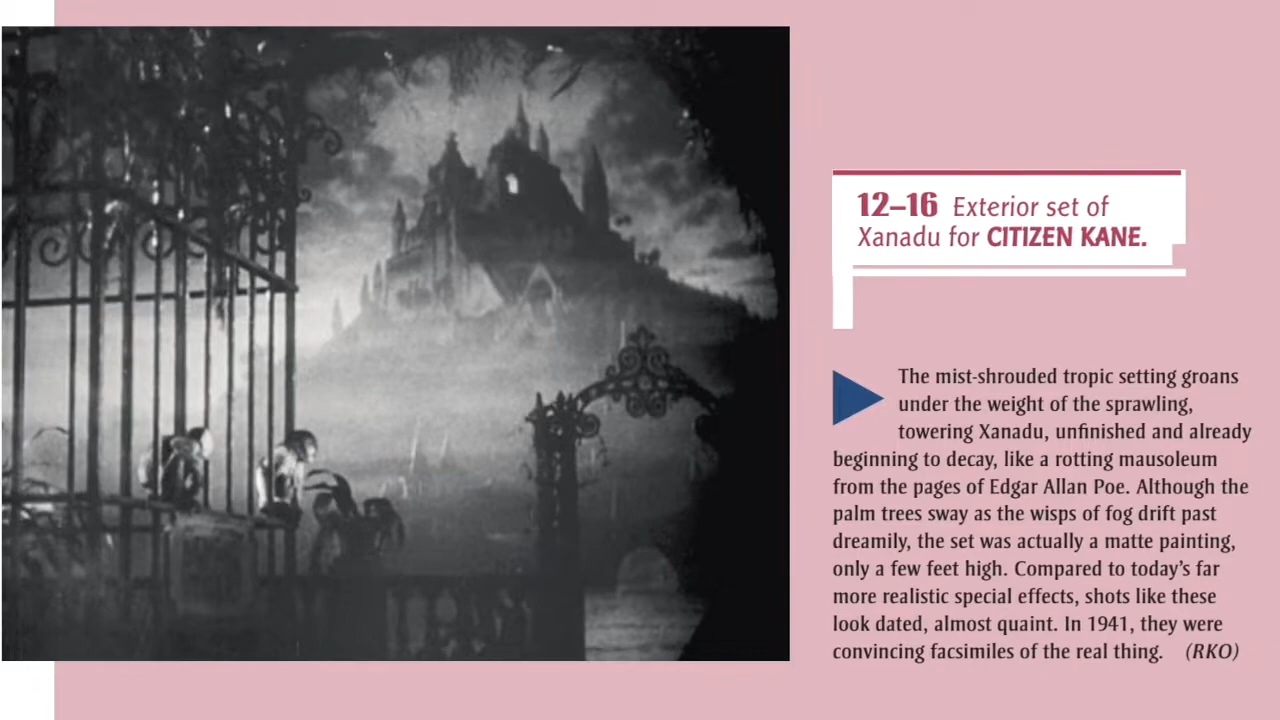 12–16 Exterior set of
Xanadu for CITIZEN KANE.
The mist-shrouded tropic setting groans
under the weight of the sprawling,
towering Xanadu, unfinished and already
beginning to decay, like a rotting mausoleum
from the pages of Edgar Allan Poe. Although the
palm trees sway as the wisps of fog drift past
dreamily, the set was actually a matte painting,
only a few feet high. Compared to today's far
more realistic special effects, shots like these
look dated, almost quaint. In 1941, they were
convincing facsimiles of the real thing. (RKO)